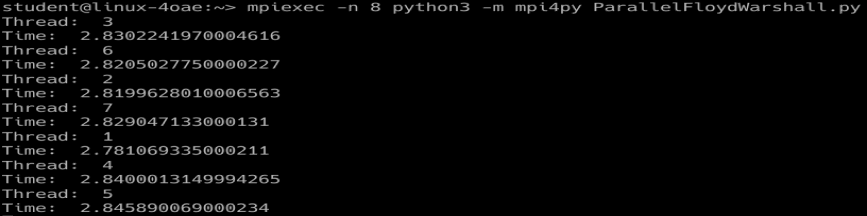 student@linux-4oae:~> mpiexec -n 8 python3 -m mpi4py ParallelFloydWarshall.py
Thread:  3
Time:  2.8302241970004616
Thread:  6
Time:  2.8205027750000227
Thread:  2
Time:  2.8199628010006563
Thread:  7
Time:  2.829047133000131
Thread:  1
Time:  2.781069335000211
Thread:  4
Time:  2.8400013149994265
Thread:  5
Time:  2.845890069000234